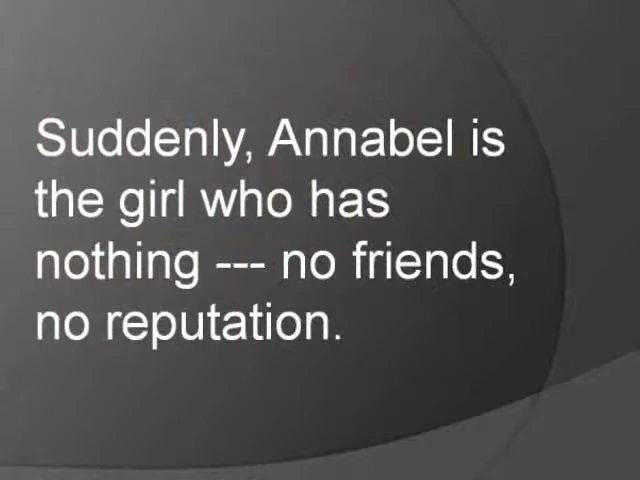 Suddenly, Annabel is
the girl who has
nothing --- no friends,
no reputation.